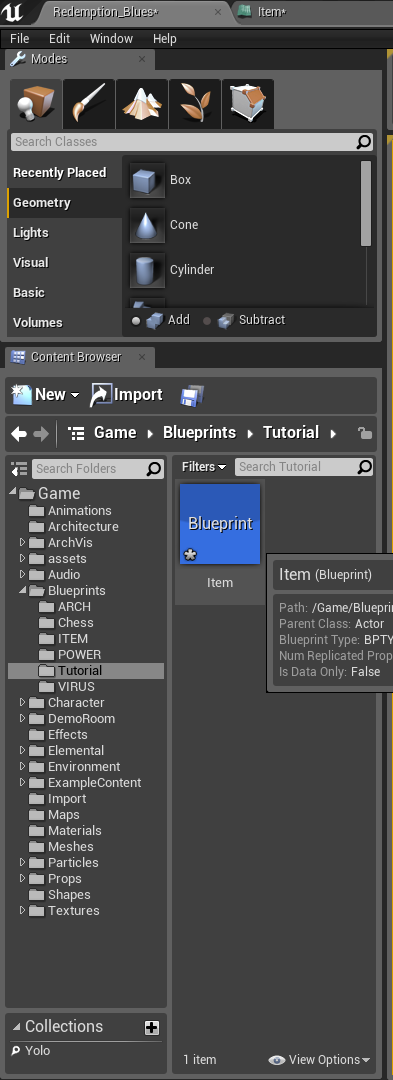 Redemption_Blues*
Item*
File Edit Window Help
Modes
Search Classes
Recently Placed
Geometry
Lights
Visual
Basic
Volumes
Box
Cone
Cylinder
Add Subtract
Content Browser
New Import
Game Blueprints Tutorial
Search Folders
Game
Animations
Architecture
ArchVis
assets
Audio
Blueprints
ARCH
Chess
ITEM
POWER
Tutorial
VIRUS
Character
DemoRoom
Effects
Elemental
Environment
ExampleContent
Import
Maps
Materials
Meshes
Particles
Props
Shapes
Textures
Collections
Yolo
Filters Search Tutorial
Blueprint
Item
Item (Blueprint)
Path: /Game/Blueprin
Parent Class: Actor
Blueprint Type: BPTY
Num Replicated Prop
Is Data Only: False
1 item View Options